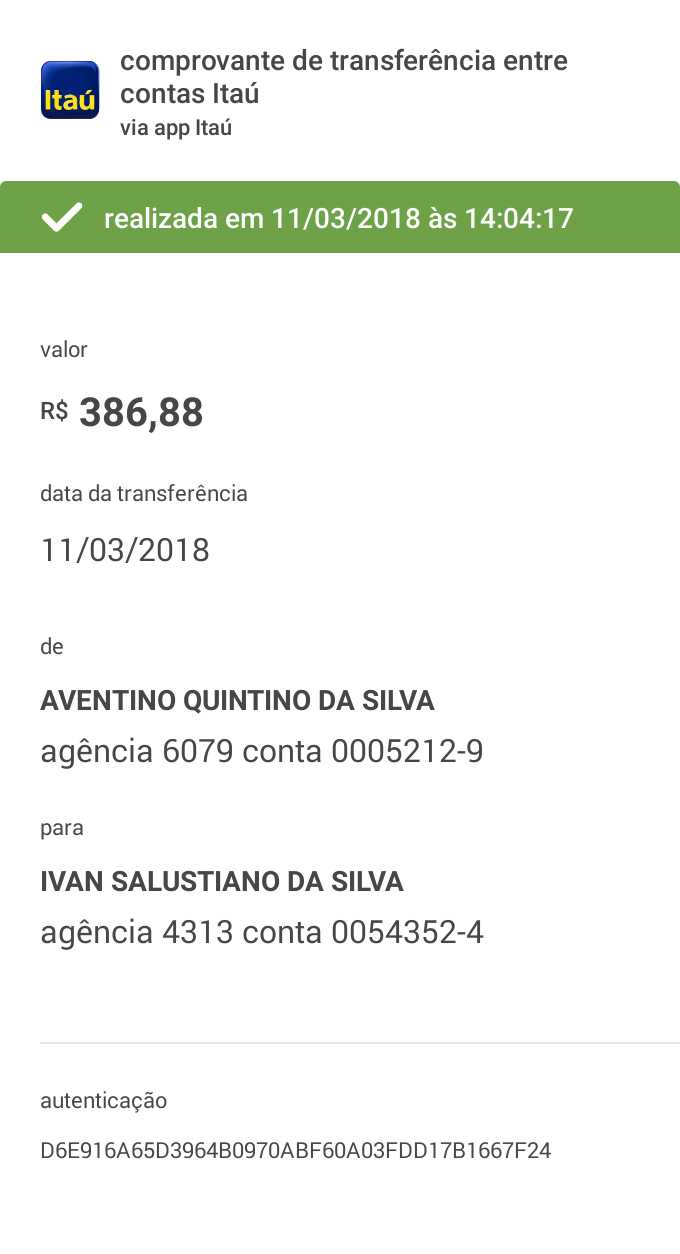 Itaú
comprovante de transferência entre
contas Itaú
via app Itaú
realizada em 11/03/2018 às 14:04:17
valor
R$ 386,88
data da transferência
11/03/2018
de
AVENTINO QUINTINO DA SILVA
agência 6079 conta 0005212-9
para
IVAN SALUSTIANO DA SILVA
agência 4313 conta 0054352-4
autenticação
D6E916A65D3964B0970ABF60A03FDD17B1667F24